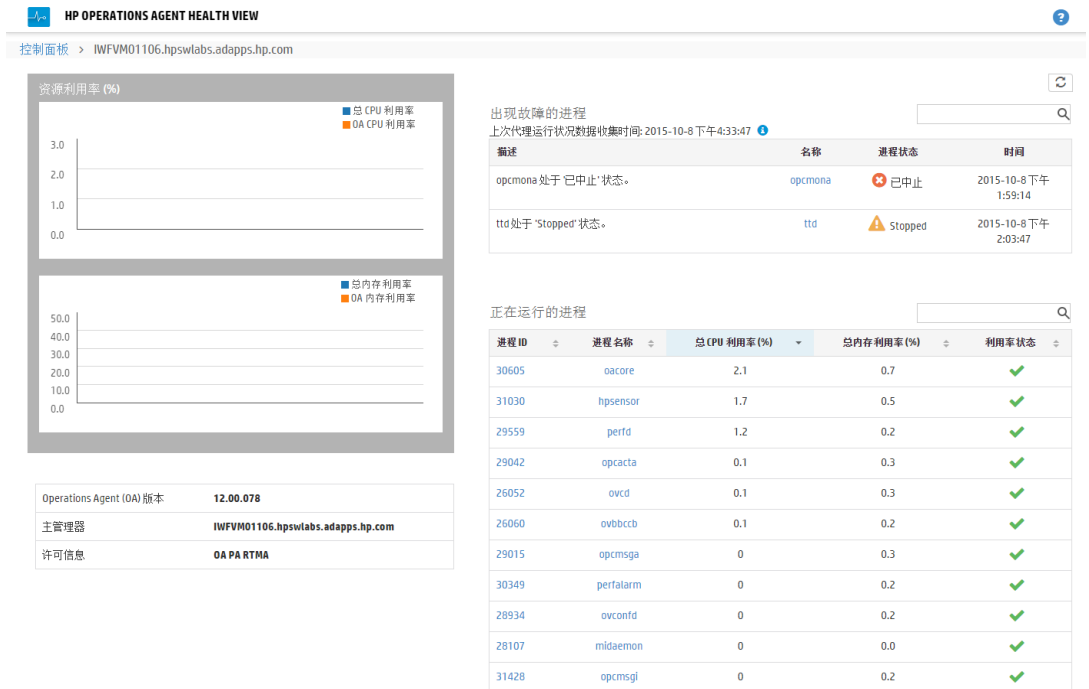 HP OPERATIONS AGENT HEALTH VIEW
?
控制面板 > IWFVM01106.hpswlabs.adapps.hp.com
资源利用率 (%)
总 CPU 利用率
OA CPU 利用率
3.0
2.0
1.0
0.0
总内存利用率
OA 内存利用率
50.0
40.0
30.0
20.0
10.0
0.0
Operations Agent (OA) 版本 12.00.078
主管理器 IWFVM01106.hpswlabs.adapps.hp.com
许可信息 OA PA RTMA
出现故障的进程
上次代理运行状况数据收集时间: 2015-10-8 下午4:33:47
描述 名称 进程状态 时间
opcmona 处于 '已中止' 状态。 opcmona 已中止 2015-10-8 下午
1:59:14
ttd 处于 'Stopped' 状态。 ttd Stopped 2015-10-8 下午
2:03:47
正在运行的进程
进程 ID 进程名称 总 CPU 利用率 (%) 总内存利用率 (%) 利用率状态
30605 oacore 2.1 0.7
31030 hpsensor 1.7 0.5
29559 perfd 1.2 0.2
29042 opcacta 0.1 0.3
26052 ovcd 0.1 0.3
26060 ovbbccb 0.1 0.2
29015 opcmsga 0 0.3
30349 perfalarm 0 0.2
28934 ovconfd 0 0.2
28107 midaemon 0 0.0
31428 opcmsgi 0 0.2